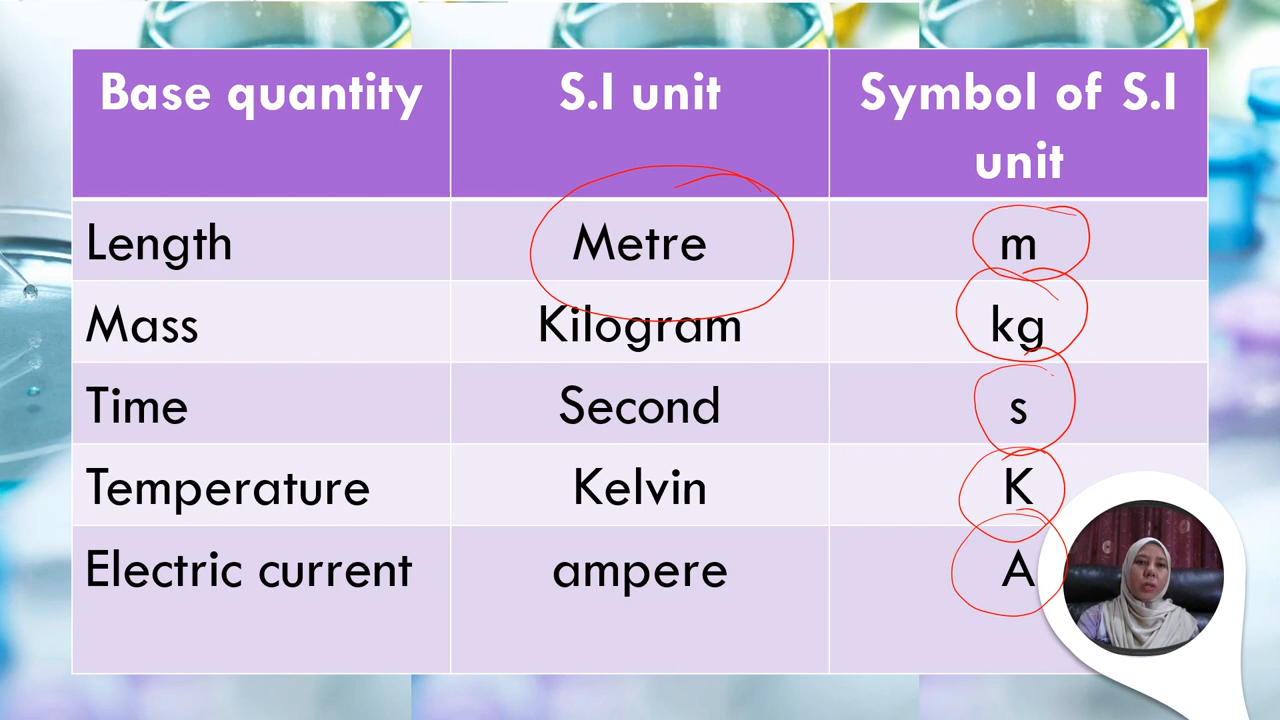 Base quantity S.I unit Symbol of S.I
unit
Length Metre m
Mass Kilogram kg
Time Second s
Temperature Kelvin K
Electric current ampere A